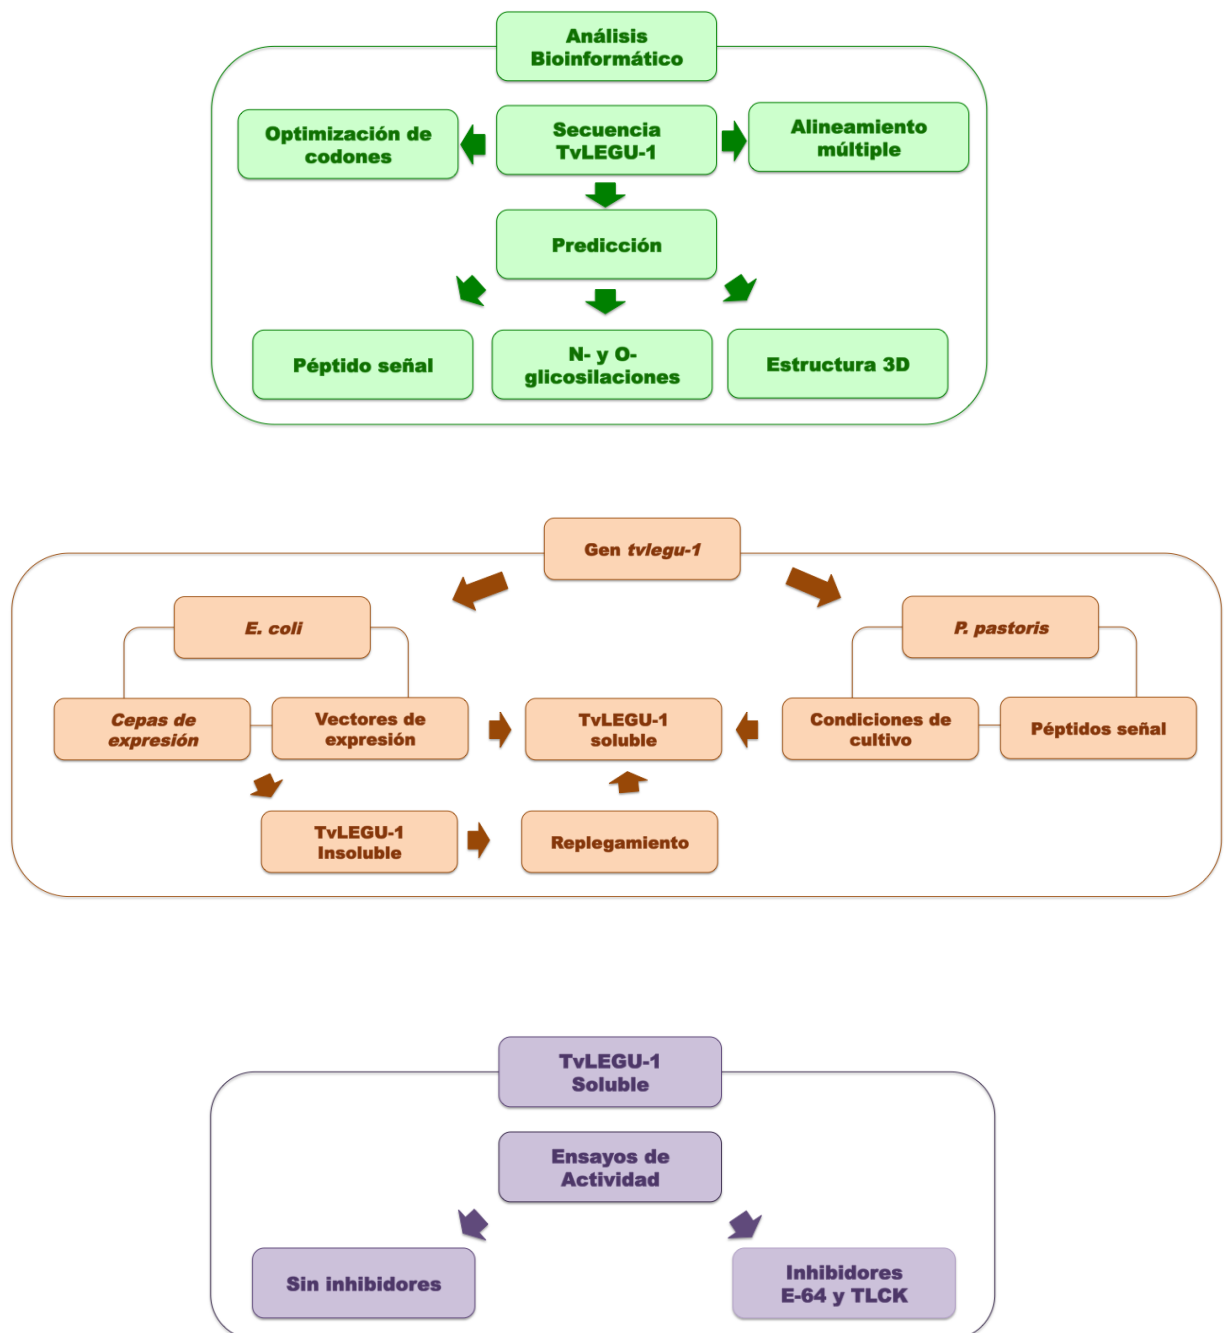 Análisis
Bioinformático
Optimización de
codones
Secuencia
TvLEGU-1
Alineamiento
múltiple
Predicción
Péptido señal
N- y O-
glicosilaciones
Estructura 3D
Gen tvlegu-1
E. coli
P. pastoris
Cepas de
expresión
Vectores de
expresión
TvLEGU-1
soluble
Condiciones de
cultivo
Péptidos señal
TvLEGU-1
Insoluble
Replegamiento
TvLEGU-1
Soluble
Ensayos de
Actividad
Sin inhibidores
Inhibidores
E-64 y TLCK